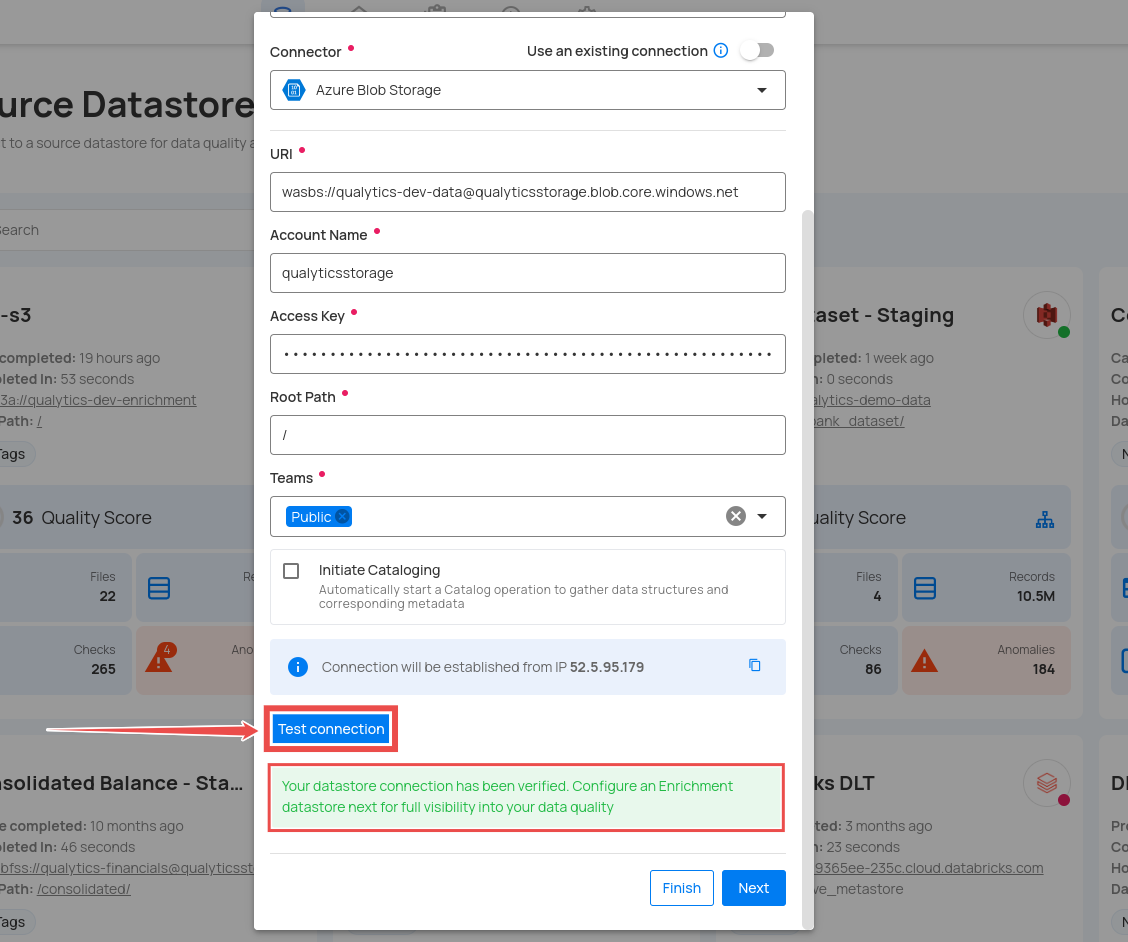 Connector
Use an existing connection
Azure Blob Storage
URI
wasbs://qualytics-dev-data@qualyticsstorage.blob.core.windows.net
Account Name
qualyticsstorage
Access Key
Root Path
/
Teams
Public
Initiate Cataloging
Automatically start a Catalog operation to gather data structures and
corresponding metadata
Connection will be established from IP 52.5.95.179
Test connection
Your datastore connection has been verified. Configure an Enrichment
datastore next for full visibility into your data quality
Finish
Next
urce Datastore
t to a source datastore for data quality a
Search
-s3
completed: 19 hours ago
leted In: 53 seconds
3a://qualytics-dev-enrichment
Path: /
Tags
36 Quality Score
Files
22
Re
Checks
265
4
Ano
solidated Balance - Sta...
e completed: 10 months ago
leted In: 46 seconds
bfss://qualytics-financials@qualyticsst
Path: /consolidated/
Tags
aset - Staging
pleted: 1 week ago
n: 0 seconds
alytics-demo-data
bank_dataset/
uality Score
Files
4
Records
10.5M
Checks
86
Anomalies
184
ks DLT
ted: 3 months ago
n: 23 seconds
9365ee-235c.cloud.databricks.com
ve_metastore
Ca
Co
Ho
Da
N
Pro
Co
Ho
Da
N